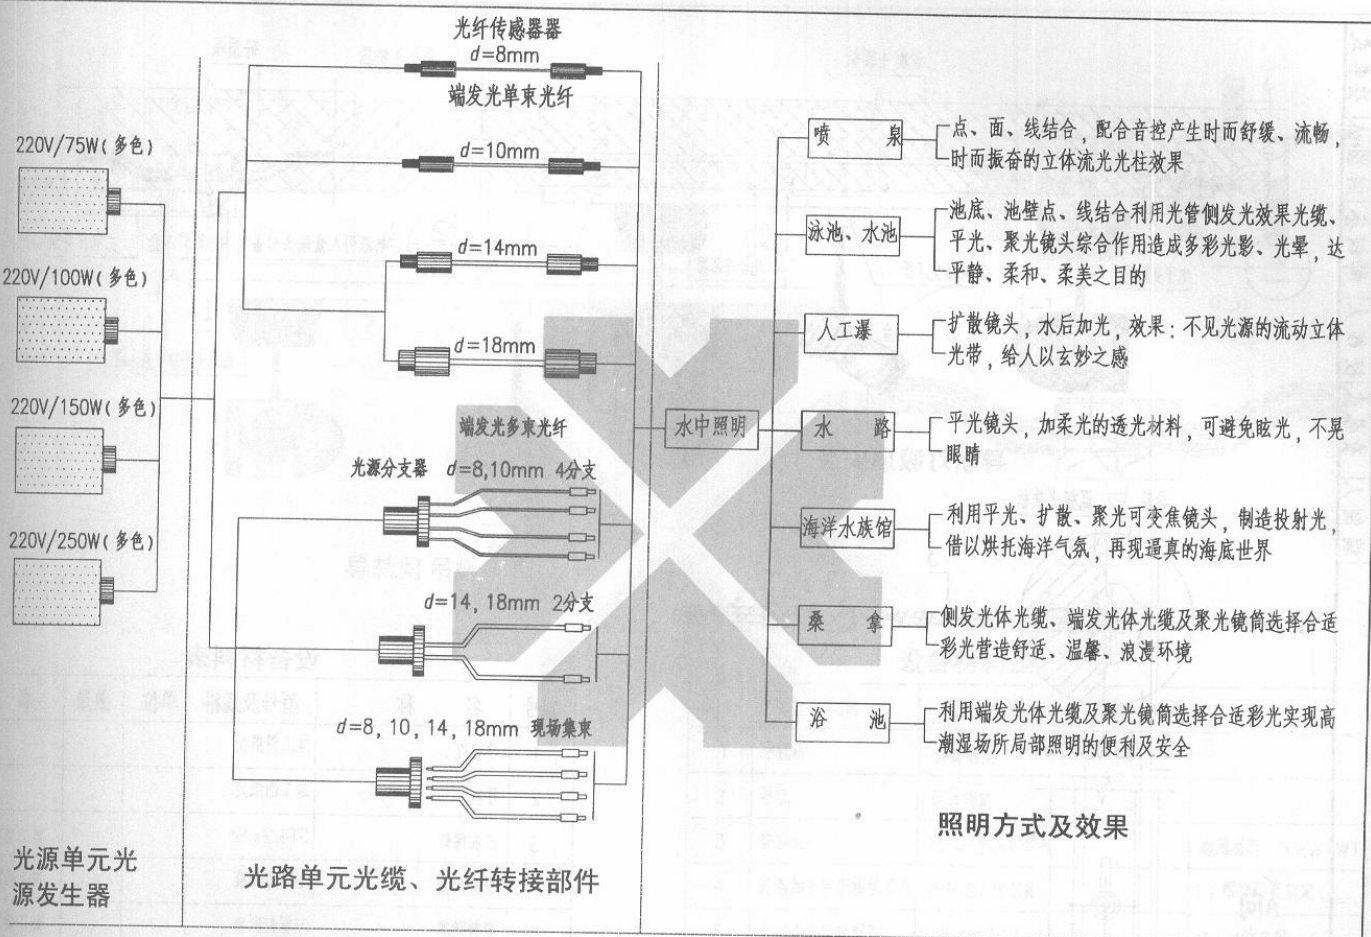 220V/75W(多色)
220V/100W(多色)
220V/150W(多色)
220V/250W(多色)
光源单元光
源发生器
光纤传感器器
d=8mm
端发光单束光纤
d=10mm
d=14mm
d=18mm
端发光多束光纤
光源分支器 d=8,10mm 4分支
d=14, 18mm 2分支
d=8, 10, 14, 18mm 现场集束
光路单元光缆、光纤转接部件
水中照明
喷 泉
点、面、线结合，配合音控产生时而舒缓、流畅，
时而振奋的立体流光光柱效果
泳池、水池
池底、池壁点、线结合利用光管侧发光效果光缆、
平光、聚光镜头综合作用造成多彩光影、光晕，达
平静、柔和、柔美之目的
人工瀑
扩散镜头，水后加光，效果：不见光源的流动立体
光带，给人以玄妙之感
水 路
平光镜头，加柔光的透光材料，可避免眩光，不晃
眼睛
海洋水族馆
利用平光、扩散、聚光可变焦镜头，制造投射光，
借以烘托海洋气氛，再现逼真的海底世界
桑 拿
侧发光体光缆、端发光体光缆及聚光镜筒选择合适
彩光营造舒适、温馨、浪漫环境
浴 池
利用端发光体光缆及聚光镜筒选择合适彩光实现高
潮湿场所局部照明的便利及安全
照明方式及效果